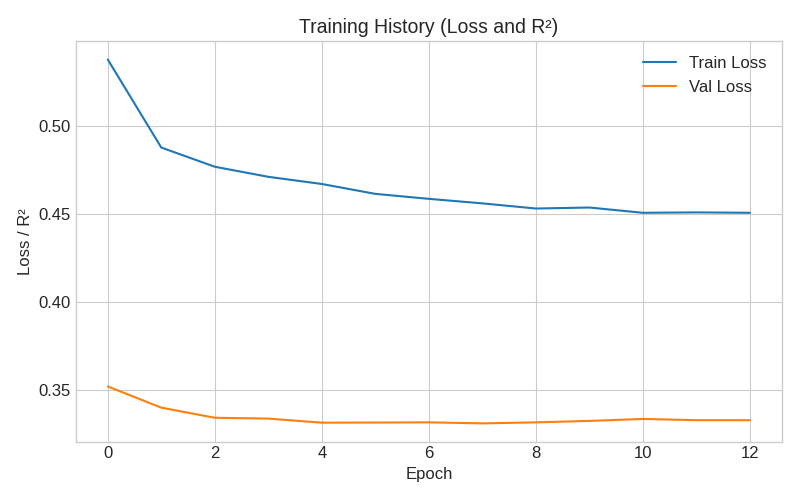 Training History (Loss and R²)
Train Loss
Val Loss
Loss / R²
0.50
0.45
0.40
0.35
0 2 4 6 8 10 12
Epoch